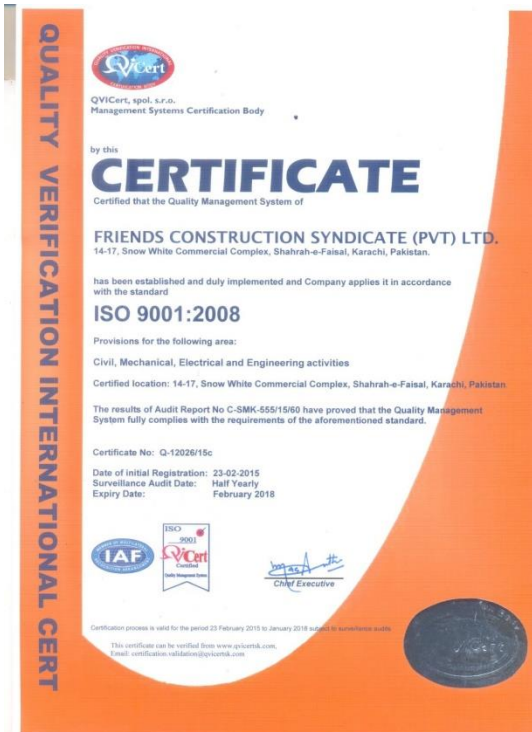 QUALITY VERIFICATION INTERNATIONAL CERT
QVICert
QVICert, spol. s.r.o.
Management Systems Certification Body
by this
CERTIFICATE
Certified that the Quality Management System of
FRIENDS CONSTRUCTION SYNDICATE (PVT) LTD.
14-17, Snow White Commercial Complex, Shahrah-e-Faisal, Karachi, Pakistan.
has been established and duly implemented and Company applies it in accordance
with the standard
ISO 9001:2008
Provisions for the following area:
Civil, Mechanical, Electrical and Engineering activities
Certified location: 14-17, Snow White Commercial Complex, Shahrah-e-Faisal, Karachi, Pakistan
The results of Audit Report No C-SMK-555/15/60 have proved that the Quality Management
System fully complies with the requirements of the aforementioned standard.
Certificate No: Q-12026/15c
Date of initial Registration: 23-02-2015
Surveillance Audit Date: Half Yearly
Expiry Date: February 2018
IAF
ISO
9001
QVICert
Certified
Quality Management System
Chief Executive
Certification process is valid for the period 23 February 2015 to January 2018 subject to surveillance audits
This certificate can be verified from www.qvicertsk.com,
Email: certification.validation@qvicertsk.com